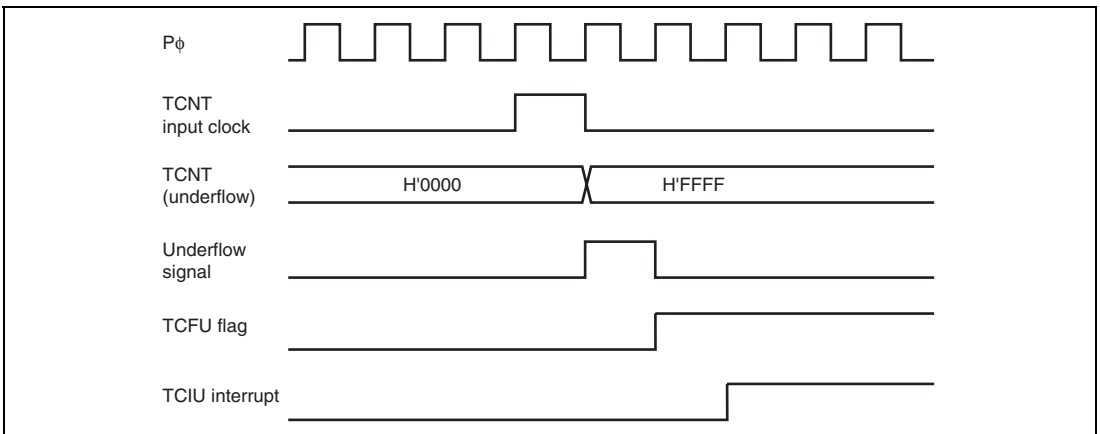 Pϕ
TCNT
input clock
TCNT
(underflow)
H'0000
H'FFFF
Underflow
signal
TCFU flag
TCIU interrupt